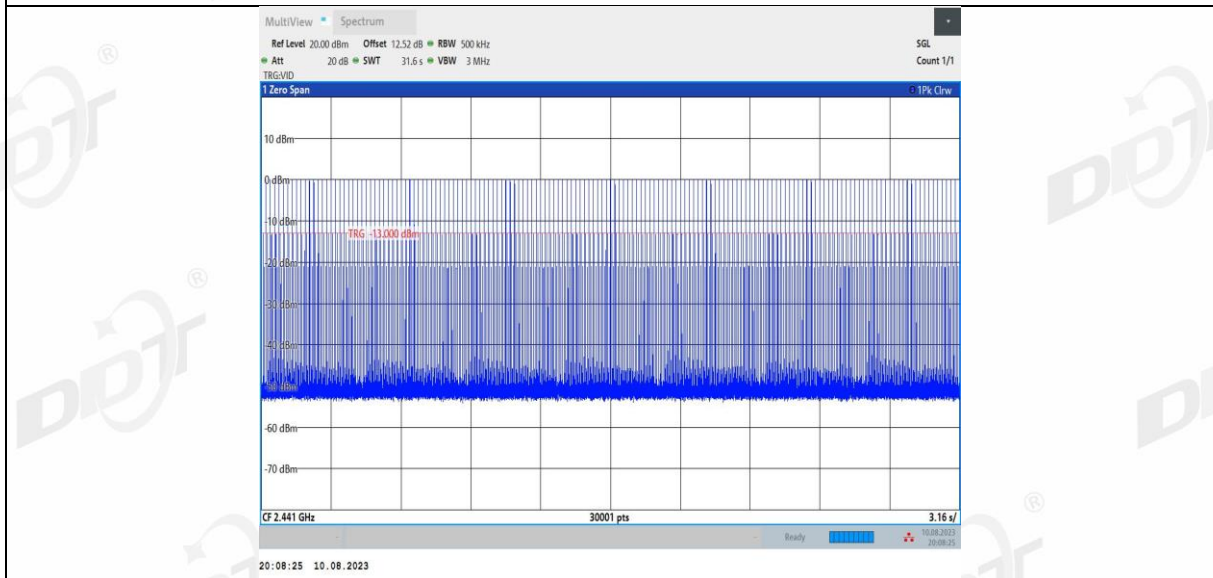 MultiView Spectrum
Ref Level 20.00 dBm Offset 12.52 dB RBW 500 kHz SGL
Att 20 dB SWT 31.6 s VBW 3 MHz Count 1/1
TRG:VID
1 Zero Span 1Pk Clrw
10 dBm
0 dBm
-10 dBm
TRG -13.000 dBm
-20 dBm
-30 dBm
-40 dBm
-50 dBm
-60 dBm
-70 dBm
CF 2.441 GHz 30001 pts 3.16 s/
Ready 10.08.2023
20:08:25
20:08:25 10.08.2023
DDT ®
DDT
DDT ®
DDT ®